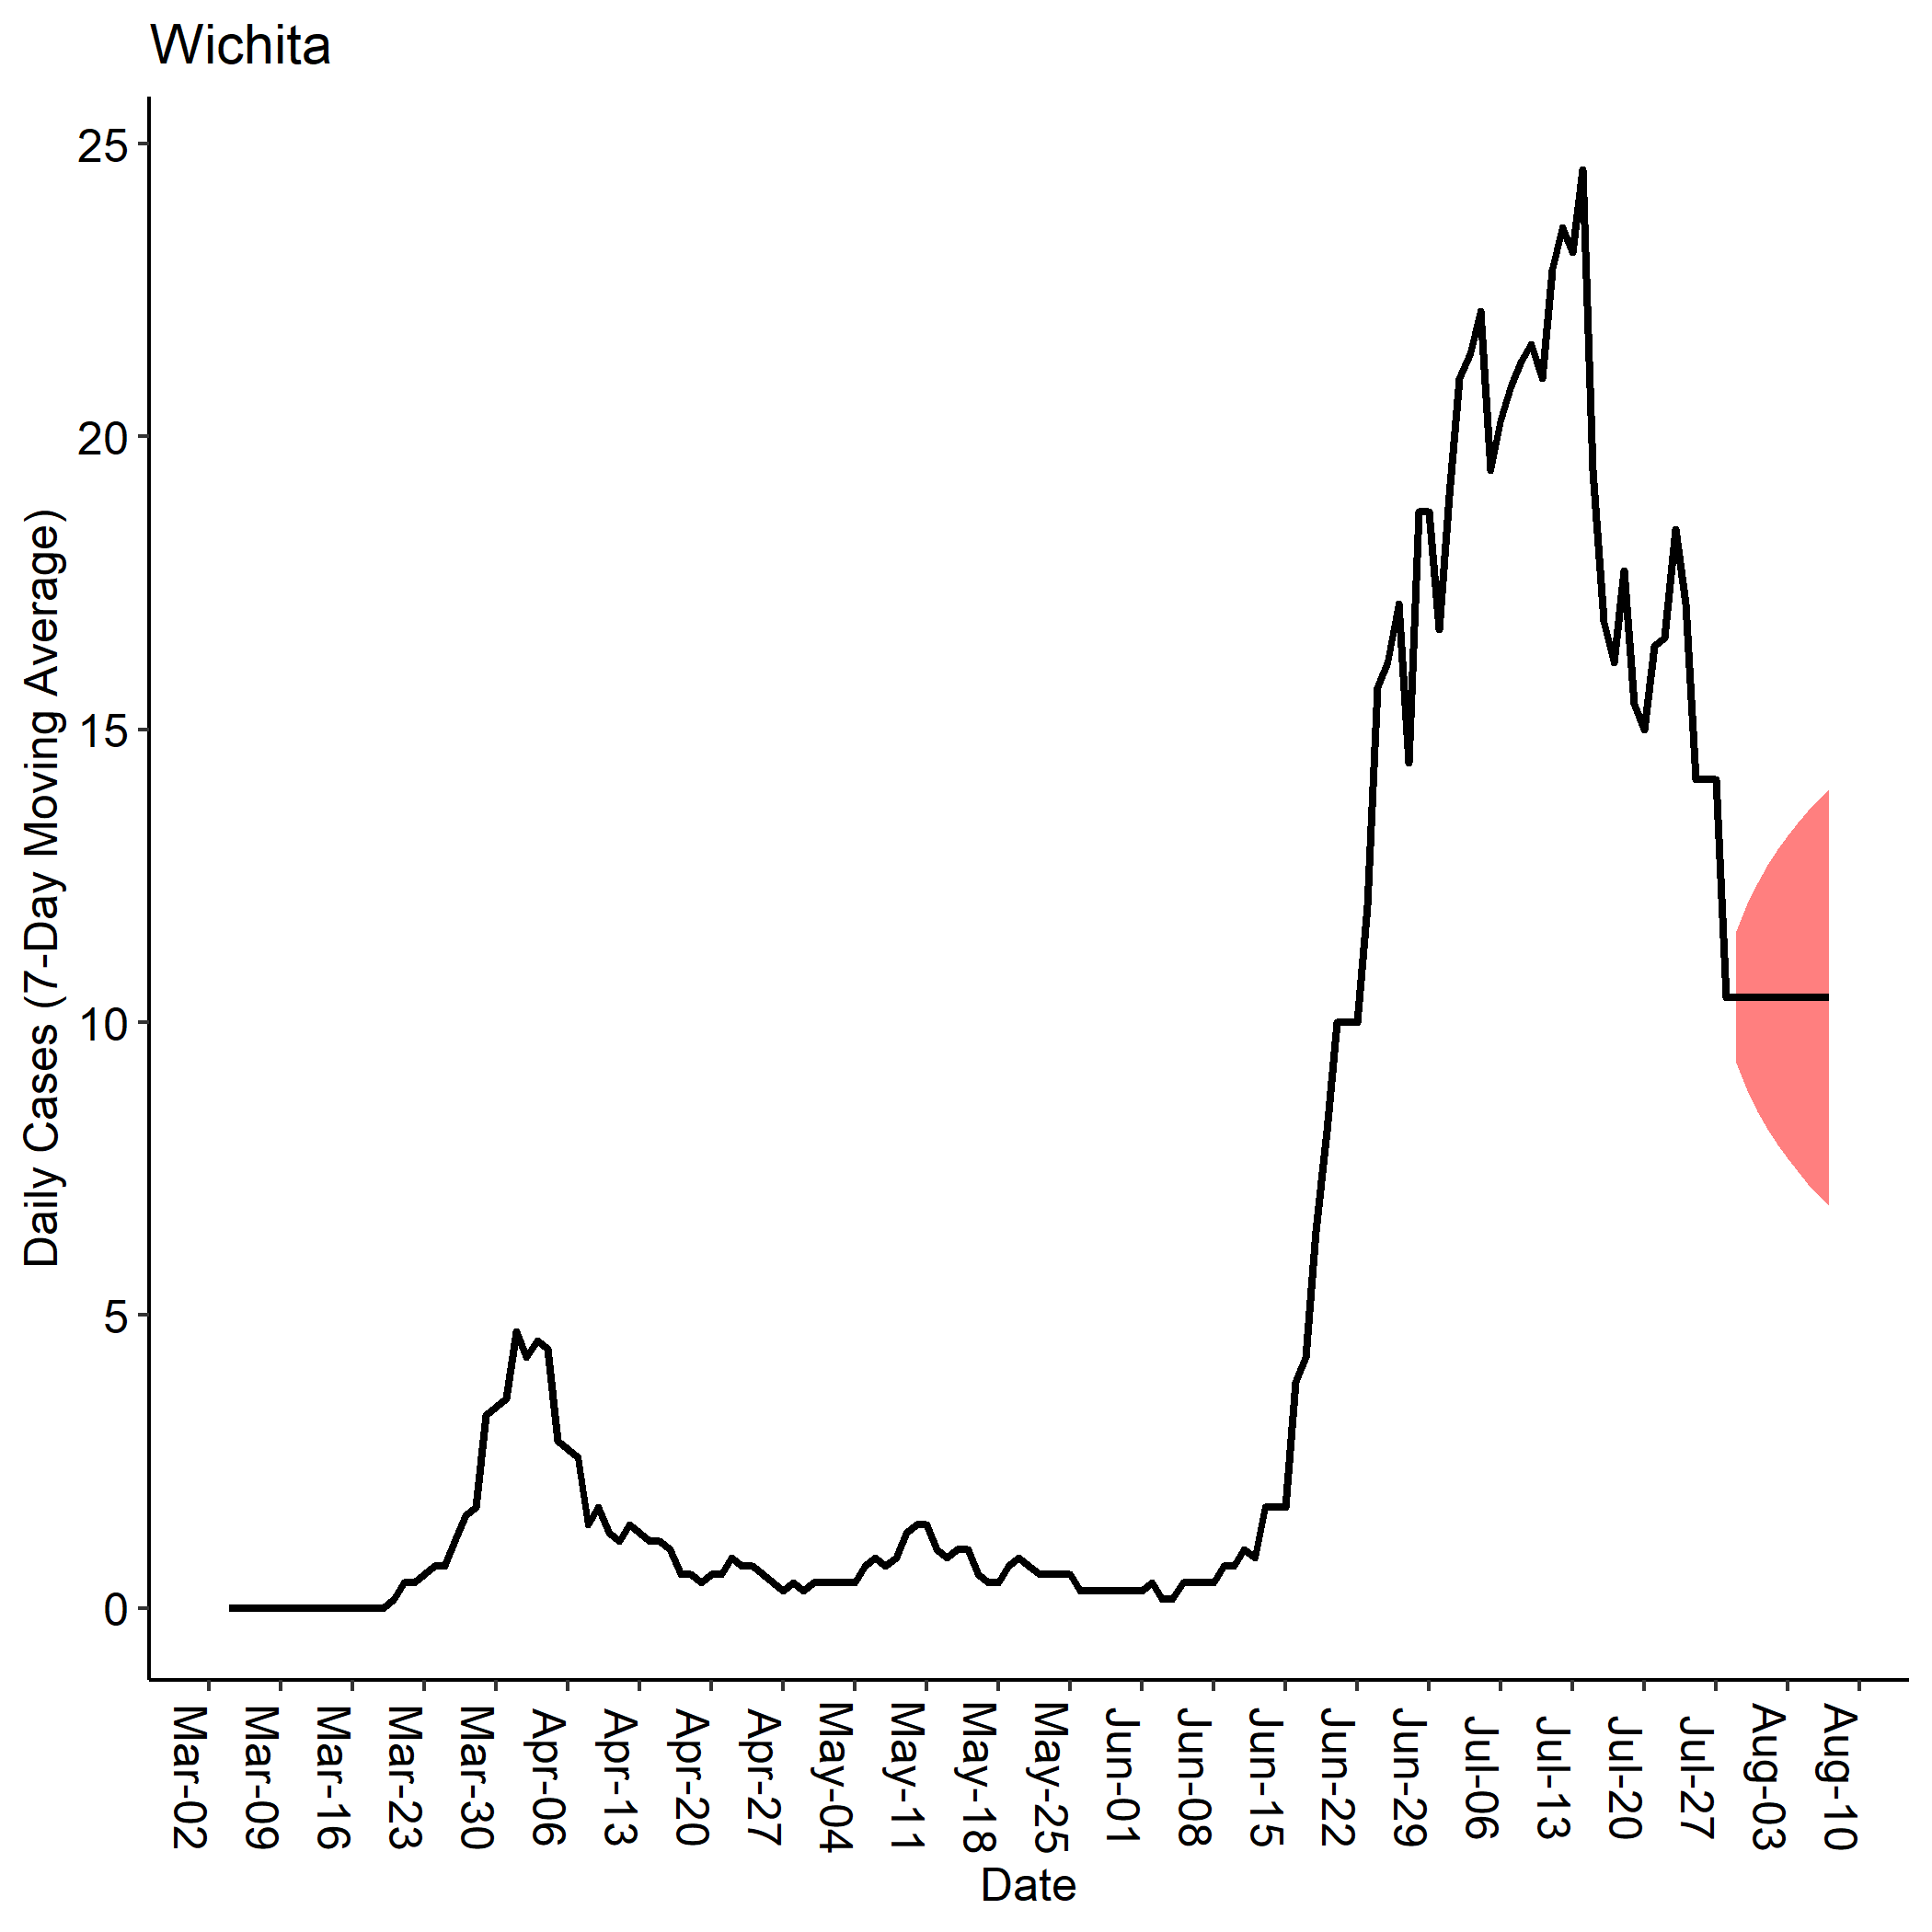 Wichita
Daily Cases (7-Day Moving Average)
25
20
15
10
5
0
Mar-02
Mar-09
Mar-16
Mar-23
Mar-30
Apr-06
Apr-13
Apr-20
Apr-27
May-04
May-11
May-18
May-25
Jun-01
Jun-08
Jun-15
Jun-22
Jun-29
Jul-06
Jul-13
Jul-20
Jul-27
Aug-03
Aug-10
Date